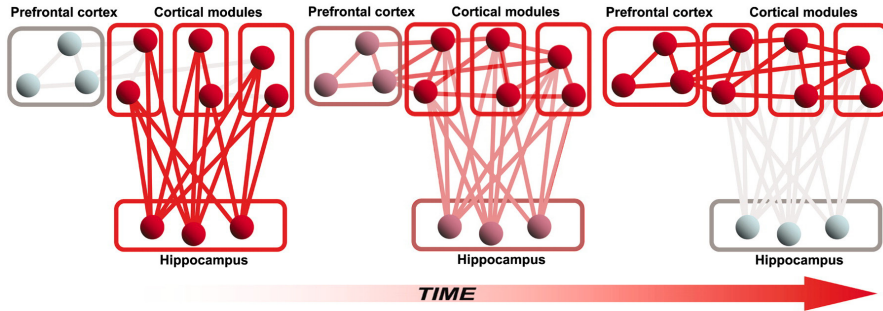 Prefrontal cortex Cortical modules
Prefrontal cortex Cortical modules
Prefrontal cortex Cortical modules
Hippocampus
Hippocampus
Hippocampus
TIME